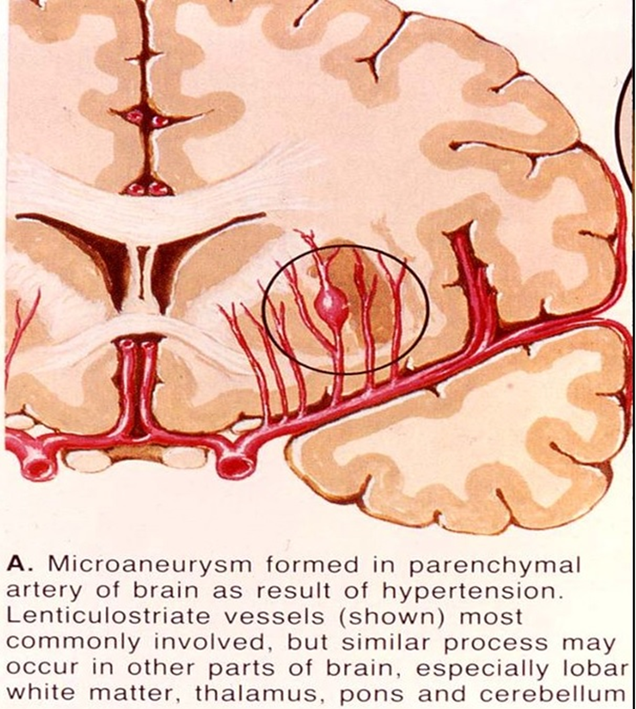 A. Microaneurysm formed in parenchymal
artery of brain as result of hypertension.
Lenticulostriate vessels (shown) most
commonly involved, but similar process may
occur in other parts of brain, especially lobar
white matter, thalamus, pons and cerebellum